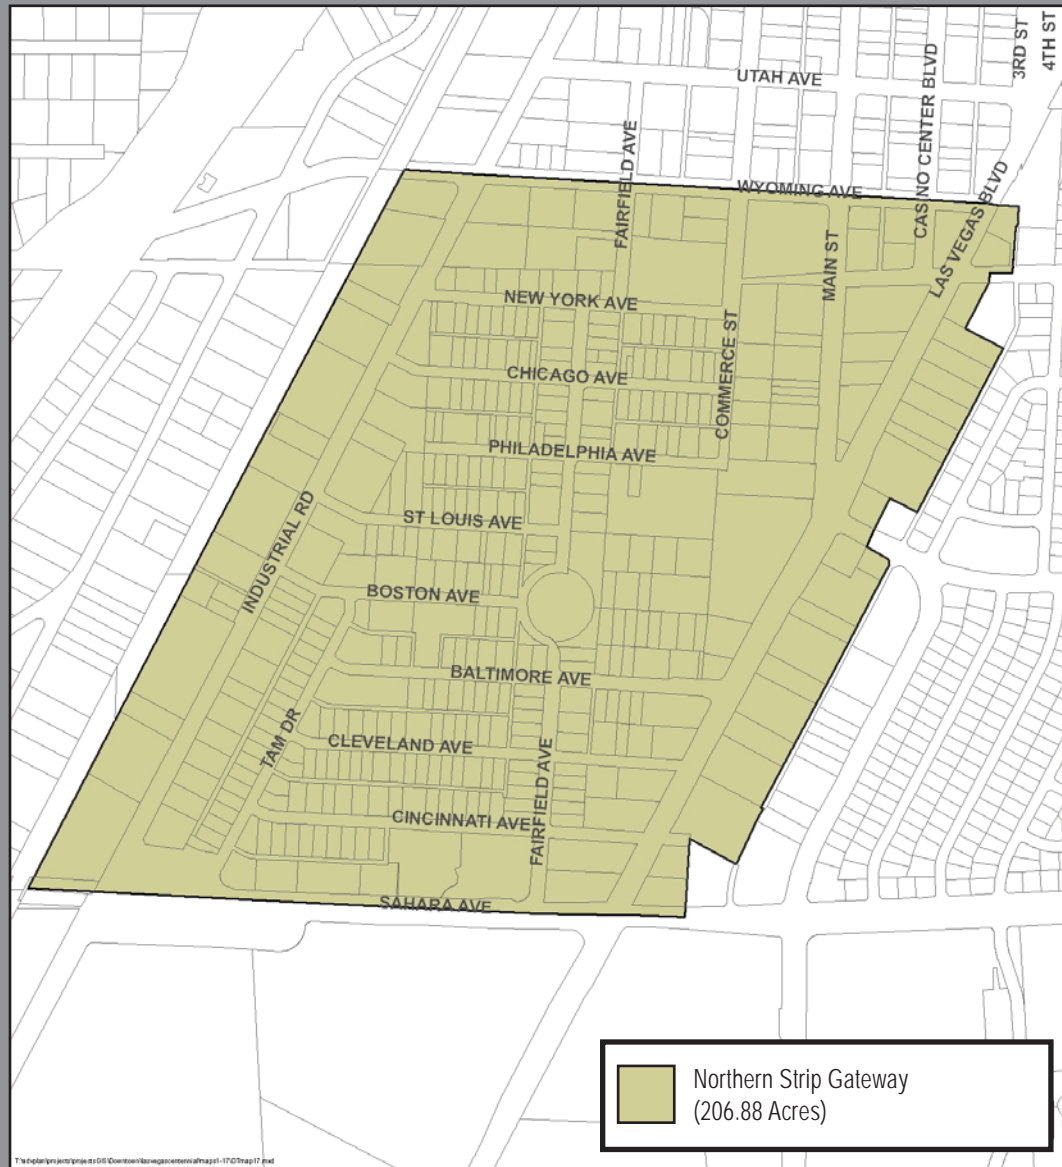 3RD ST
4TH ST
UTAH AVE
CASINO CENTER BLVD
FAIRFIELD AVE
WYOMING AVE
LAS VEGAS BLVD
MAIN ST
NEW YORK AVE
COMMERCE ST
CHICAGO AVE
PHILADELPHIA AVE
ST LOUIS AVE
INDUSTRIAL RD
BOSTON AVE
BALTIMORE AVE
TAM DR
CLEVELAND AVE
FAIRFIELD AVE
CINCINNATI AVE
SAHARA AVE
Northern Strip Gateway
(206.88 Acres)